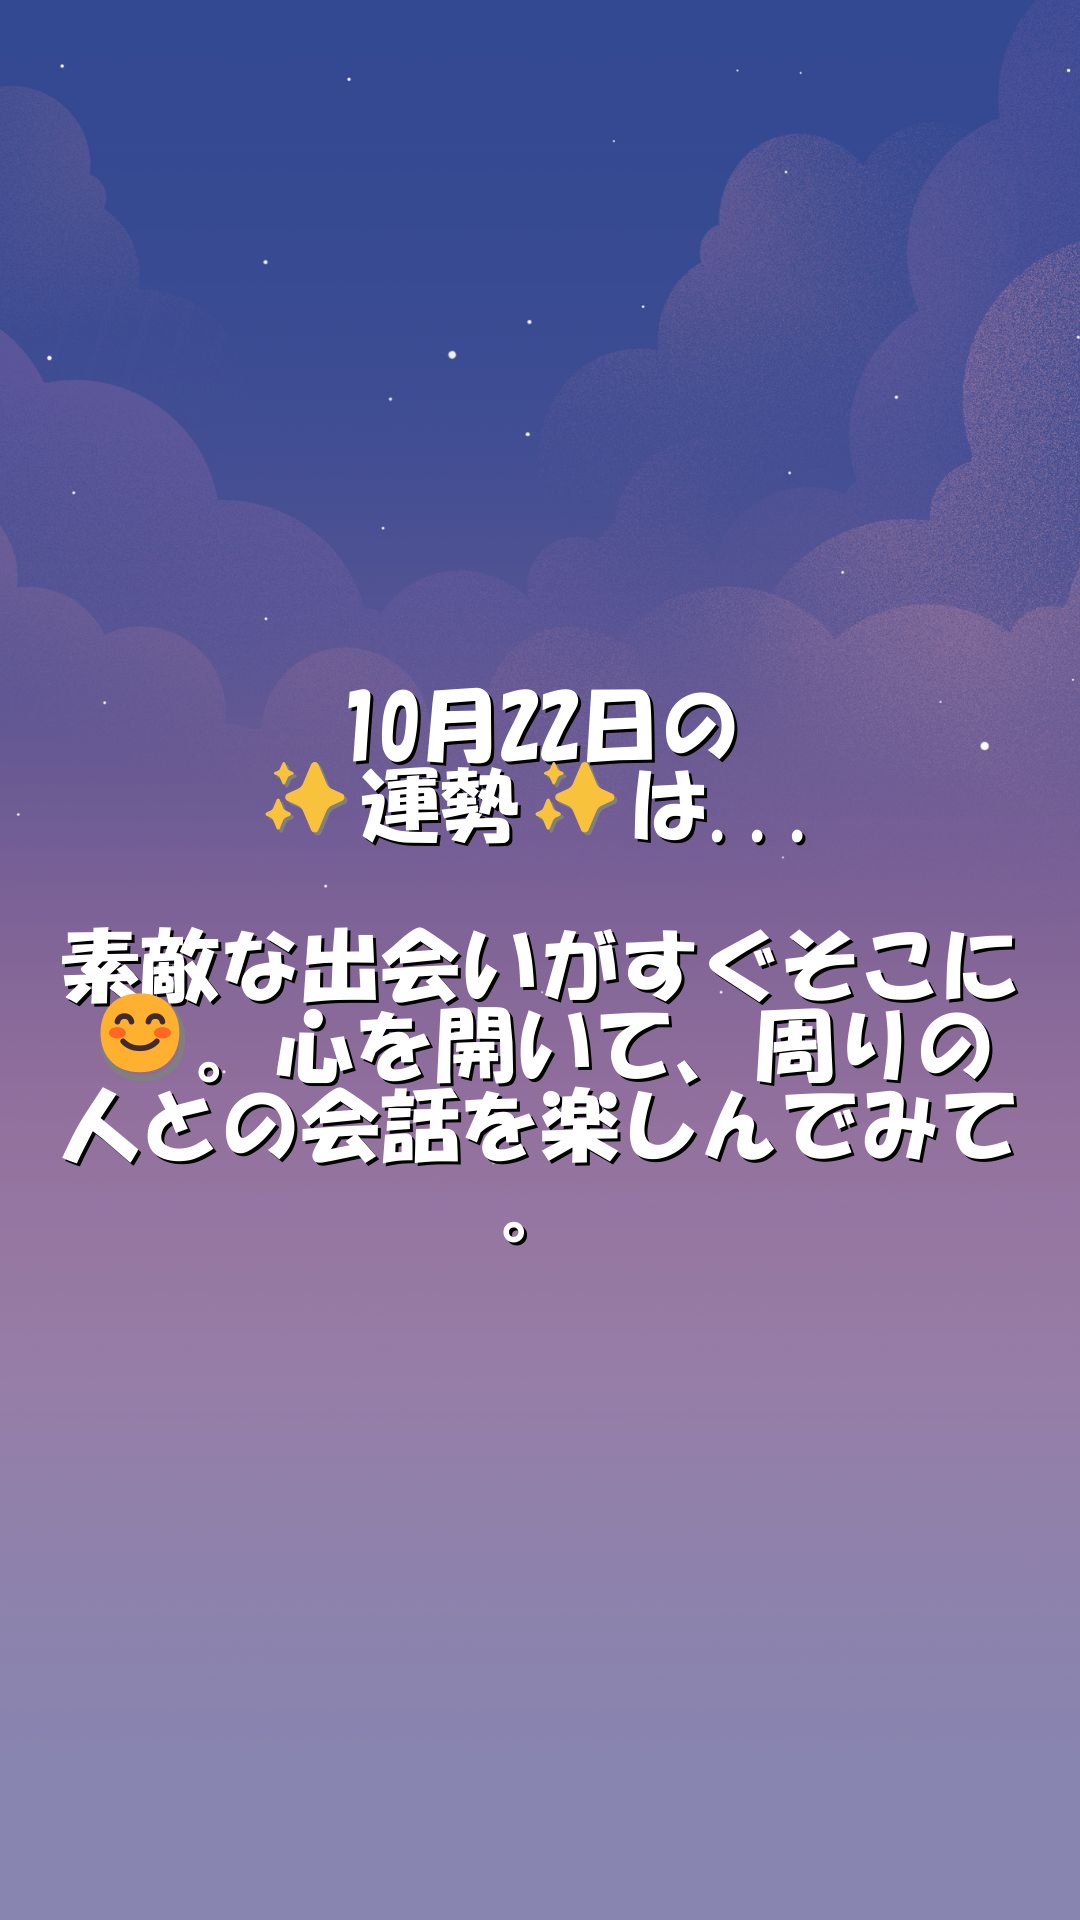 10月22日の
✨運勢✨は...
素敵な出会いがすぐそこに
😊。心を開いて、周りの
人との会話を楽しんでみて
。